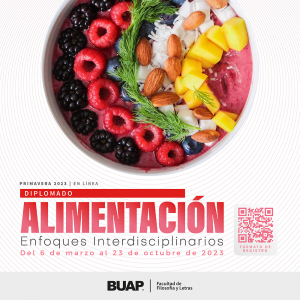 PRIMAVERA 2023 | EN LÍNEA
DIPLOMADO
ALIMENTACIÓN
Enfoques Interdisciplinarios
Del 6 de marzo al 23 de octubre de 2023
FORMATO DE
REGISTRO
BUAP
Facultad de
Filosofía y Letras